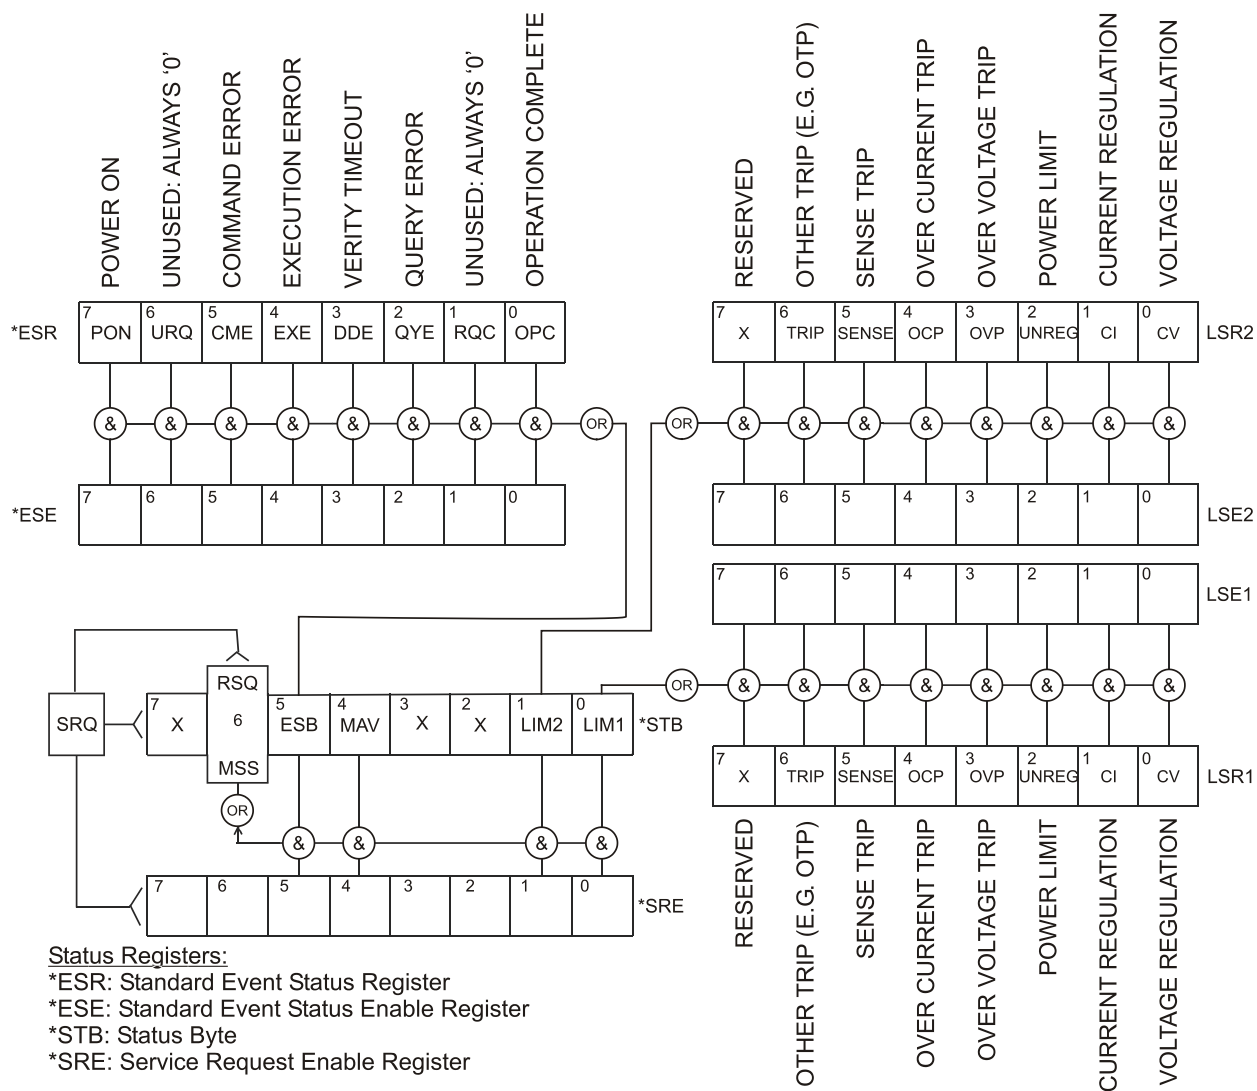 POWER ON
UNUSED: ALWAYS ‘0’
COMMAND ERROR
EXECUTION ERROR
VERITY TIMEOUT
QUERY ERROR
UNUSED: ALWAYS ‘0’
OPERATION COMPLETE
*ESR
7 PON
6 URQ
5 CME
4 EXE
3 DDE
2 QYE
1 RQC
0 OPC
& & & & & & & & OR
*ESE
7 6 5 4 3 2 1 0
RESERVED
OTHER TRIP (E.G. OTP)
SENSE TRIP
OVER CURRENT TRIP
OVER VOLTAGE TRIP
POWER LIMIT
CURRENT REGULATION
VOLTAGE REGULATION
7 X
6 TRIP
5 SENSE
4 OCP
3 OVP
2 UNREG
1 CI
0 CV
LSR2
OR & & & & & & & &
7 6 5 4 3 2 1 0
LSE2
7 6 5 4 3 2 1 0
LSE1
OR & & & & & & & &
7 X
6 TRIP
5 SENSE
4 OCP
3 OVP
2 UNREG
1 CI
0 CV
LSR1
RESERVED
OTHER TRIP (E.G. OTP)
SENSE TRIP
OVER CURRENT TRIP
OVER VOLTAGE TRIP
POWER LIMIT
CURRENT REGULATION
VOLTAGE REGULATION
SRQ
7 X
RSQ
6
MSS
5 ESB
4 MAV
3 X
2 X
1 LIM2
0 LIM1
*STB
OR
& & & &
7 6 5 4 3 2 1 0
*SRE
Status Registers:
*ESR: Standard Event Status Register
*ESE: Standard Event Status Enable Register
*STB: Status Byte
*SRE: Service Request Enable Register